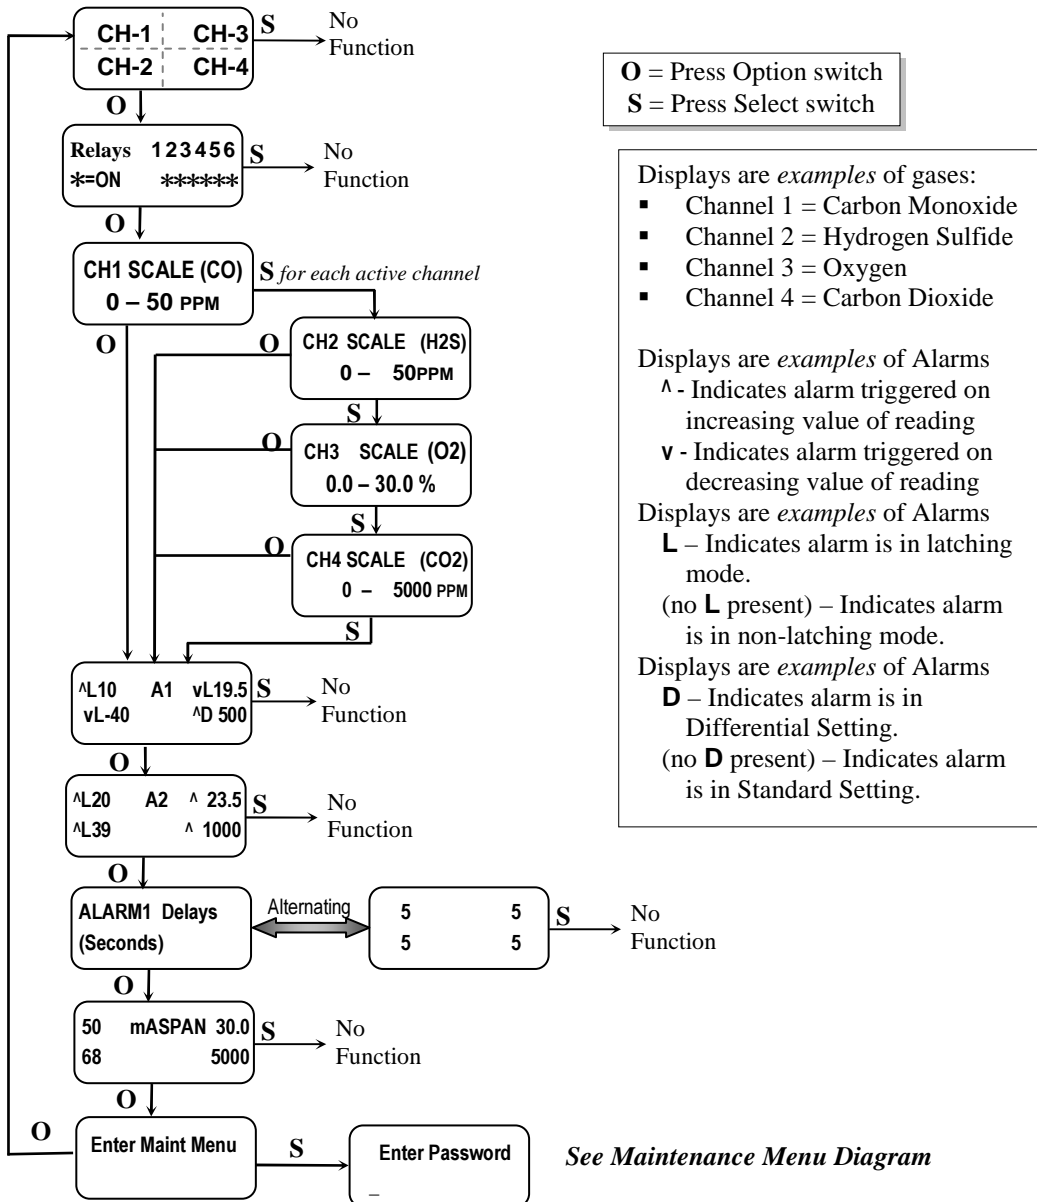 CH-1 CH-3
CH-2 CH-4
S
No
Function
O
O = Press Option switch
S = Press Select switch
Relays 1 2 3 4 5 6
*=ON ******
S
No
Function
O
Displays are examples of gases:
▪ Channel 1 = Carbon Monoxide
▪ Channel 2 = Hydrogen Sulfide
▪ Channel 3 = Oxygen
▪ Channel 4 = Carbon Dioxide
Displays are examples of Alarms
^ - Indicates alarm triggered on
increasing value of reading
v - Indicates alarm triggered on
decreasing value of reading
Displays are examples of Alarms
L – Indicates alarm is in latching
mode.
(no L present) – Indicates alarm
is in non-latching mode.
Displays are examples of Alarms
D – Indicates alarm is in
Differential Setting.
(no D present) – Indicates alarm
is in Standard Setting.
CH1 SCALE (CO)
0 – 50 PPM
S for each active channel
O
O
CH2 SCALE (H2S)
0 – 50PPM
S
O
CH3 SCALE (O2)
0.0 – 30.0 %
S
O
CH4 SCALE (CO2)
0 – 5000 PPM
S
^L10 A1 vL19.5
vL-40 ^D 500
S
No
Function
O
^L20 A2 ^ 23.5
^L39 ^ 1000
S
No
Function
O
ALARM1 Delays
(Seconds)
Alternating
5 5
5 5
S
No
Function
O
50 mASPAN 30.0
68 5000
S
No
Function
O
O
Enter Maint Menu
S
Enter Password
_
See Maintenance Menu Diagram